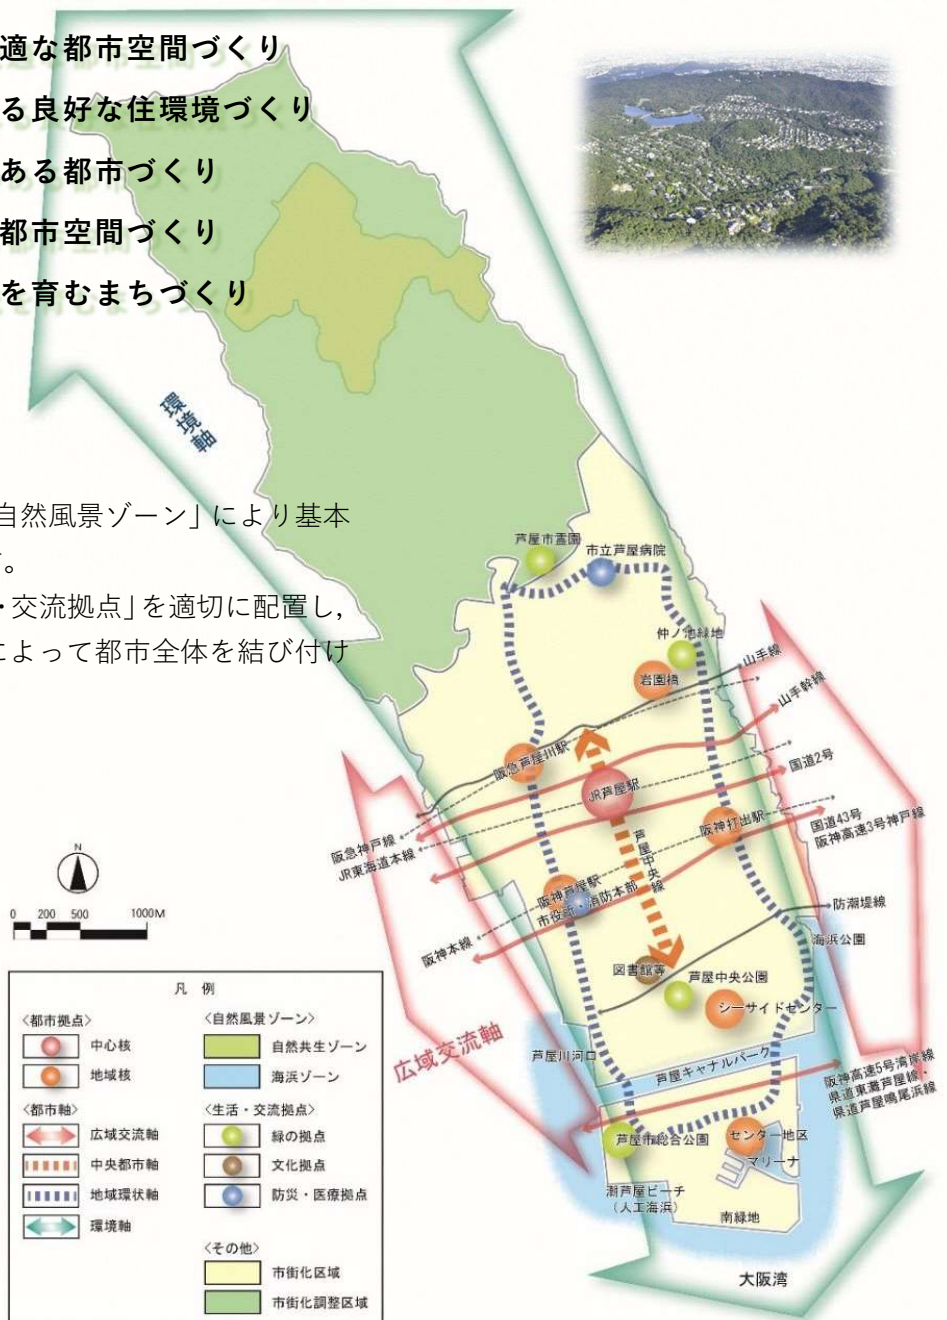 適な都市空間づくり
る良好な住環境づくり
ある都市づくり
都市空間づくり
を育むまちづくり
環境軸
自然風景ゾーン」により基本
。
・交流拠点」を適切に配置し,
によって都市全体を結び付け
芦屋市霊園
市立芦屋病院
仲ノ池緑地
岩園橋
山手線
山手幹線
阪急芦屋川駅
JR芦屋駅
国道2号
阪神打出駅
国道43号
阪神高速3号神戸線
阪急神戸線
JR東海道本線
芦屋中央線
阪神芦屋駅
市役所・消防本部
阪神本線
防潮堤線
海浜公園
図書館等
芦屋中央公園
シーサイドセンター
広域交流軸
芦屋川河口
芦屋キャナルパーク
阪神高速5号湾岸線・
県道東灘芦屋線・
県道芦屋鳴尾浜線
芦屋市総合公園
センター地区
マリーナ
潮芦屋ビーチ
(人工海浜)
南緑地
大阪湾
N
0 200 500 1000M
凡 例
〈都市拠点〉
中心核
地域核
〈都市軸〉
広域交流軸
中央都市軸
地域環状軸
環境軸
〈自然風景ゾーン〉
自然共生ゾーン
海浜ゾーン
〈生活・交流拠点〉
緑の拠点
文化拠点
防災・医療拠点
〈その他〉
市街化区域
市街化調整区域